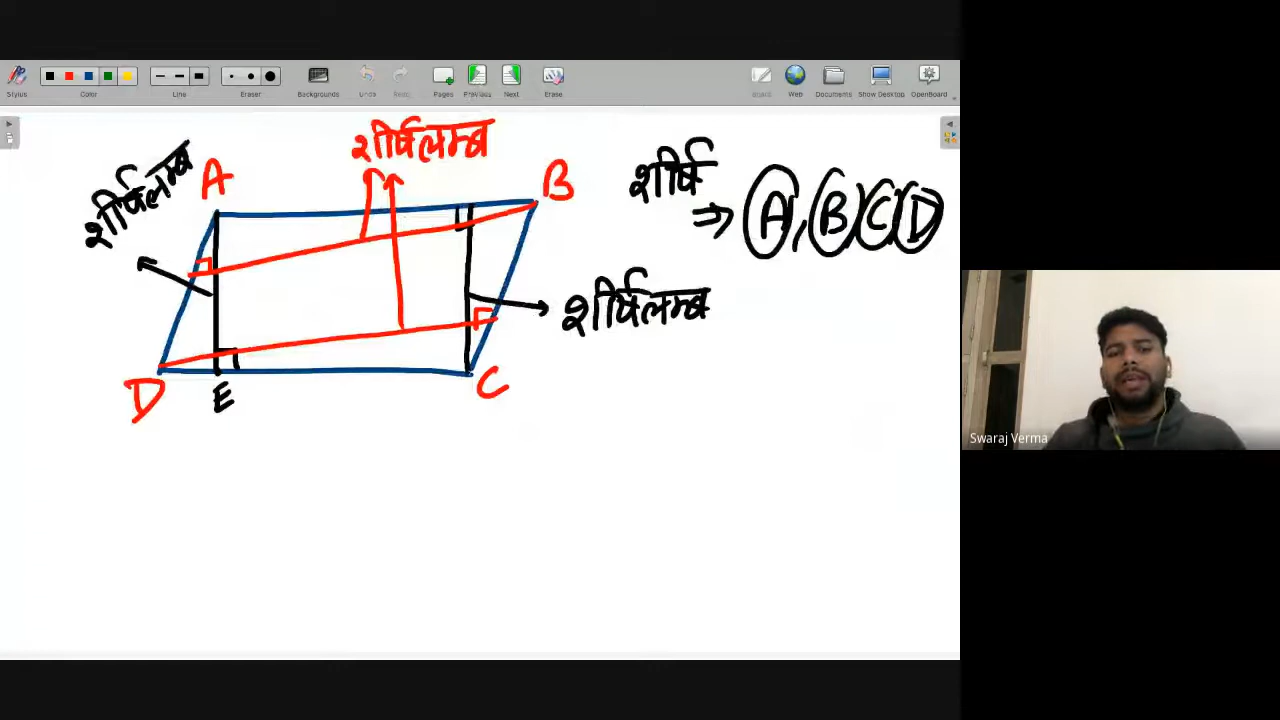 Stylus
Color
Line
Eraser
Backgrounds
Undo
Redo
Pages
Previous
Next
Erase
Board
Web
Documents
Show Desktop
OpenBoard
शीर्षलम्ब
शीर्षलम्ब
A
B
शीर्ष
⇒ A, B C D
शीर्षलम्ब
F
D
E
C
Swaraj Verma